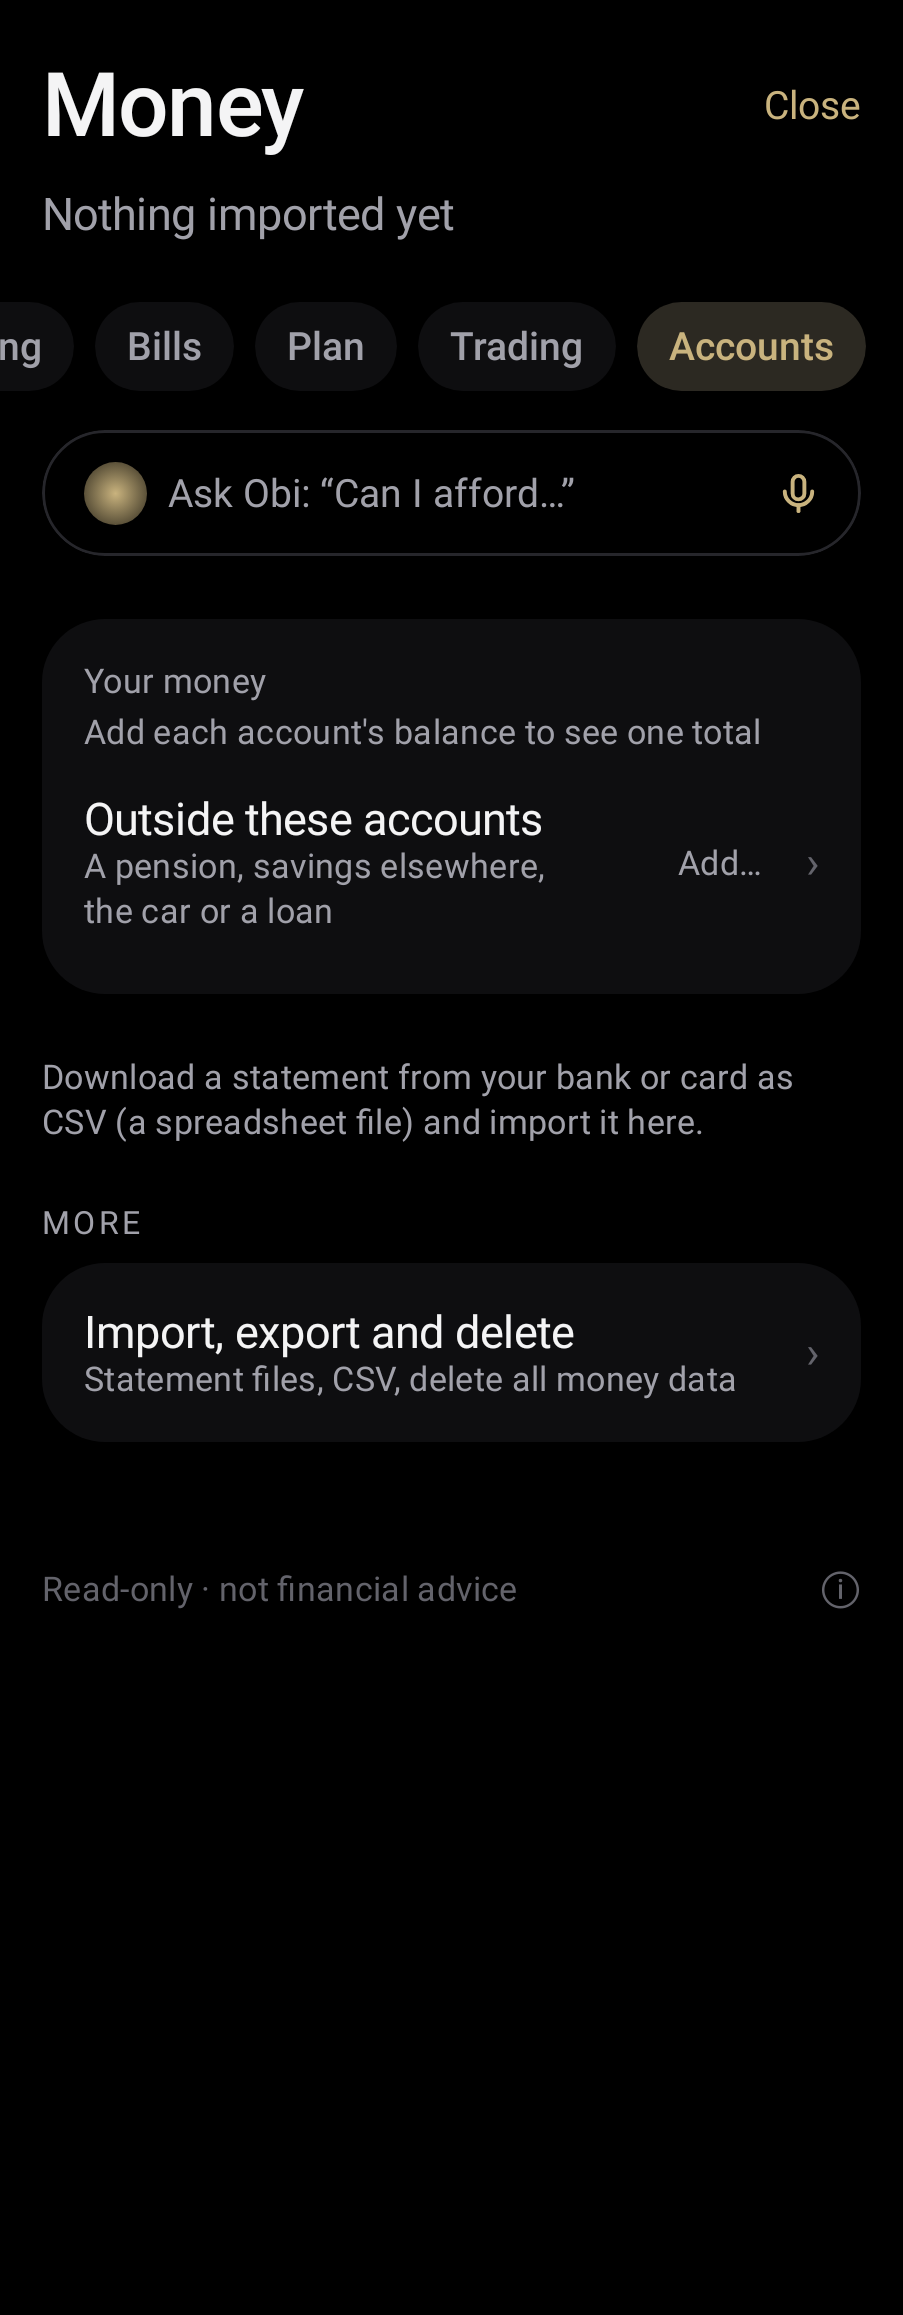 Money
Close
Nothing imported yet
ng
Bills
Plan
Trading
Accounts
Ask Obi: “Can I afford…”
Your money
Add each account's balance to see one total
Outside these accounts
A pension, savings elsewhere,
the car or a loan
Add…
Download a statement from your bank or card as
CSV (a spreadsheet file) and import it here.
MORE
Import, export and delete
Statement files, CSV, delete all money data
Read-only · not financial advice